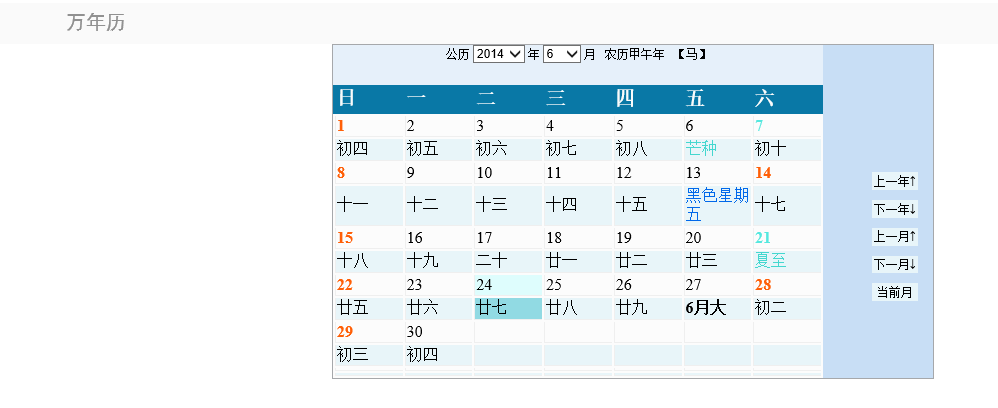 万年历
公历 2014 年 6 月 农历甲午年 【马】
日 一 二 三 四 五 六
1 2 3 4 5 6 7
初四 初五 初六 初七 初八 芒种 初十
8 9 10 11 12 13 14
十一 十二 十三 十四 十五 黑色星期五 十七
15 16 17 18 19 20 21
十八 十九 二十 廿一 廿二 廿三 夏至
22 23 24 25 26 27 28
廿五 廿六 廿七 廿八 廿九 6月大 初二
29 30
初三 初四
上一年↑
下一年↓
上一月↑
下一月↓
当前月